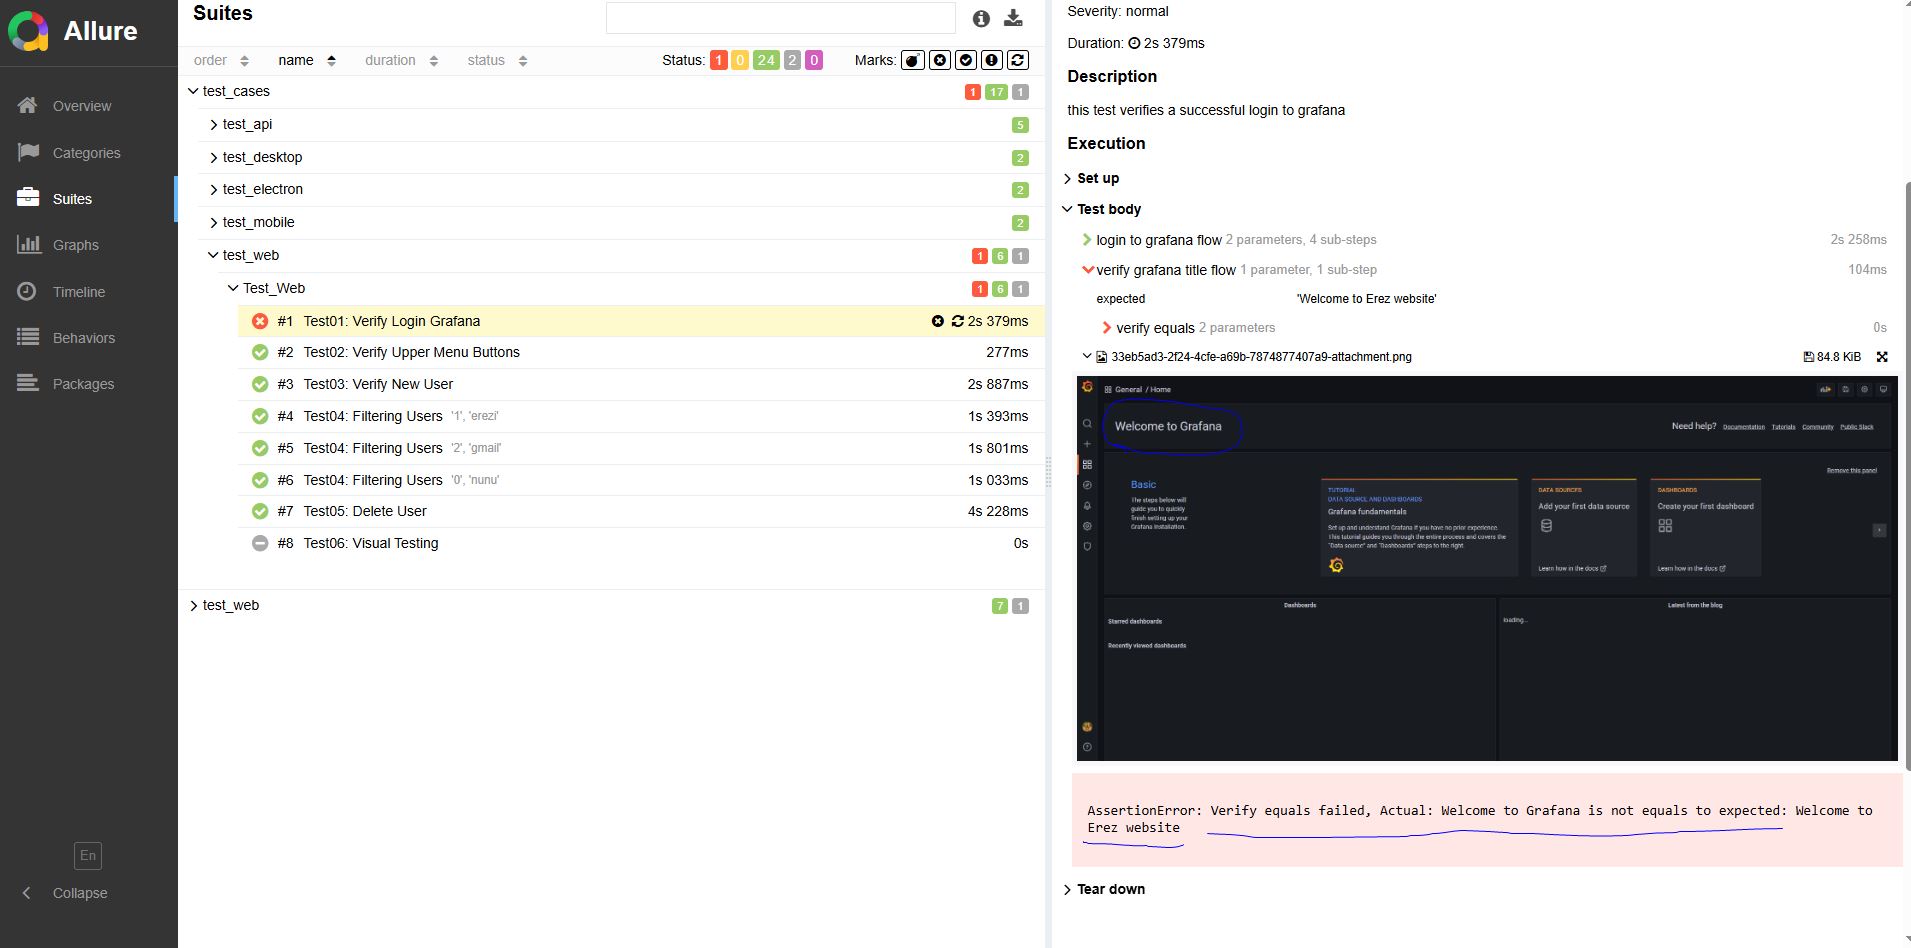 Allure
Overview
Categories
Suites
Graphs
Timeline
Behaviors
Packages
En
Collapse
Suites
order name duration status Status: 1 0 24 2 0 Marks:
test_cases 1 17 1
test_api 5
test_desktop 2
test_electron 2
test_mobile 2
test_web 1 6 1
Test_Web 1 6 1
#1 Test01: Verify Login Grafana 2s 379ms
#2 Test02: Verify Upper Menu Buttons 277ms
#3 Test03: Verify New User 2s 887ms
#4 Test04: Filtering Users '1', 'erezi' 1s 393ms
#5 Test04: Filtering Users '2', 'gmail' 1s 801ms
#6 Test04: Filtering Users '0', 'nunu' 1s 033ms
#7 Test05: Delete User 4s 228ms
#8 Test06: Visual Testing 0s
test_web 7 1
Severity: normal
Duration: 2s 379ms
Description
this test verifies a successful login to grafana
Execution
Set up
Test body
login to grafana flow 2 parameters, 4 sub-steps 2s 258ms
verify grafana title flow 1 parameter, 1 sub-step 104ms
expected 'Welcome to Erez website'
verify equals 2 parameters 0s
33eb5ad3-2f24-4cfe-a69b-7874877407a9-attachment.png 84.8 KiB
General / Home
Welcome to Grafana
Need help? Documentation Tutorials Community Public Slack
Remove this panel
Basic
The steps below will
guide you to quickly
finish setting up your
Grafana installation.
TUTORIAL
DATA SOURCE AND DASHBOARDS
Grafana fundamentals
Set up and understand Grafana if you have no prior experience.
This tutorial guides you through the entire process and covers the
"Data source" and "Dashboards" steps to the right.
DATA SOURCES
Add your first data source
Learn how in the docs
DASHBOARDS
Create your first dashboard
Learn how in the docs
Dashboards
Starred dashboards
Recently viewed dashboards
Latest from the blog
loading...
AssertionError: Verify equals failed, Actual: Welcome to Grafana is not equals to expected: Welcome to
Erez website
Tear down